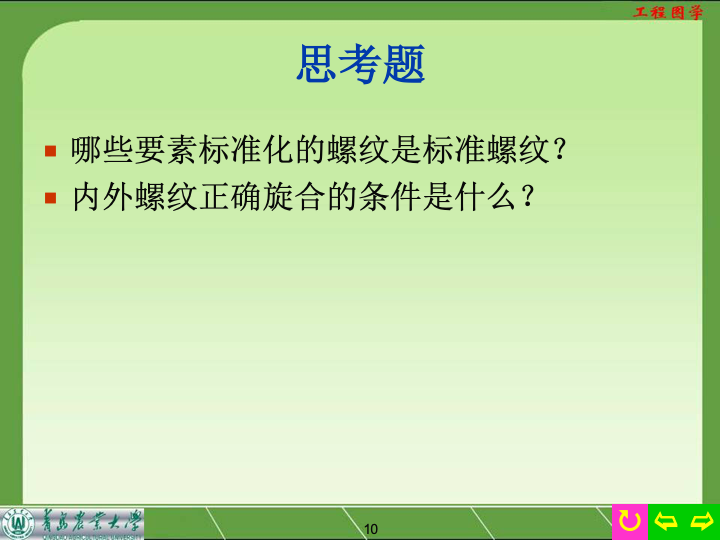 工程图学
思考题
哪些要素标准化的螺纹是标准螺纹?
内外螺纹正确旋合的条件是什么?
青岛农业大学
10